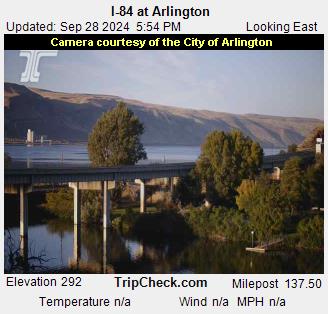 I-84 at Arlington
Updated: Sep 28 2024 5:54 PM Looking East
Camera courtesy of the City of Arlington
Elevation 292 TripCheck.com Milepost 137.50
Temperature n/a Wind n/a MPH n/a